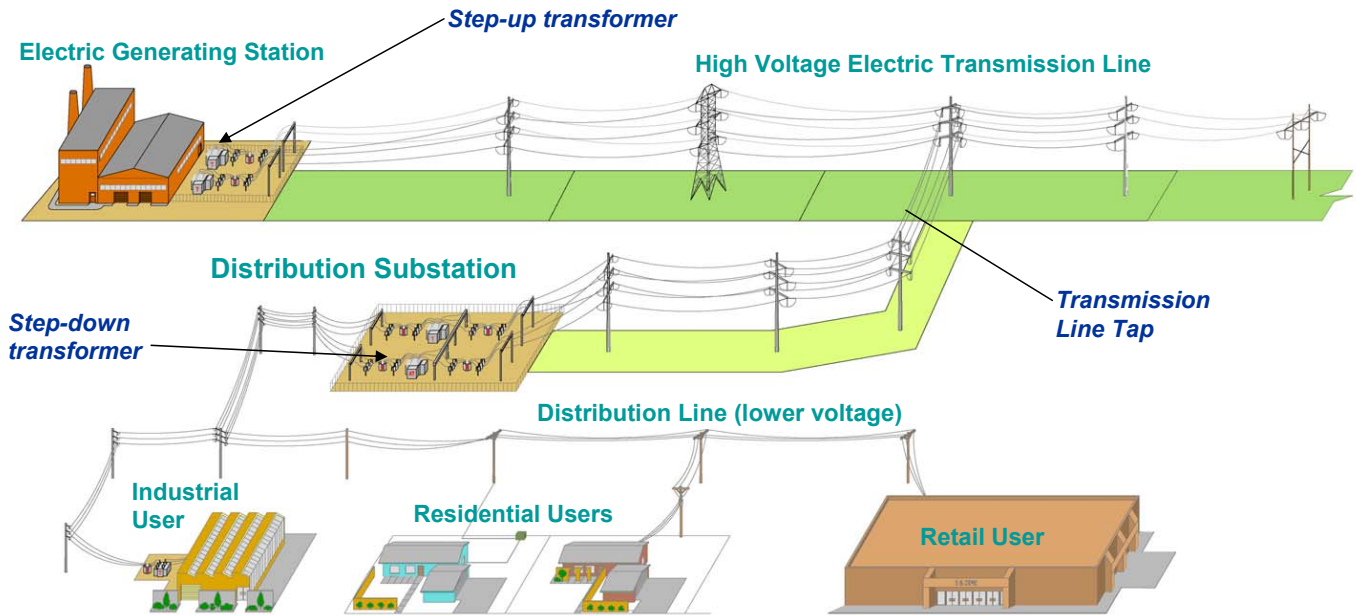 Step-up transformer
Electric Generating Station
High Voltage Electric Transmission Line
Distribution Substation
Step-down
transformer
Transmission
Line Tap
Distribution Line (lower voltage)
Industrial
User
Residential Users
Retail User